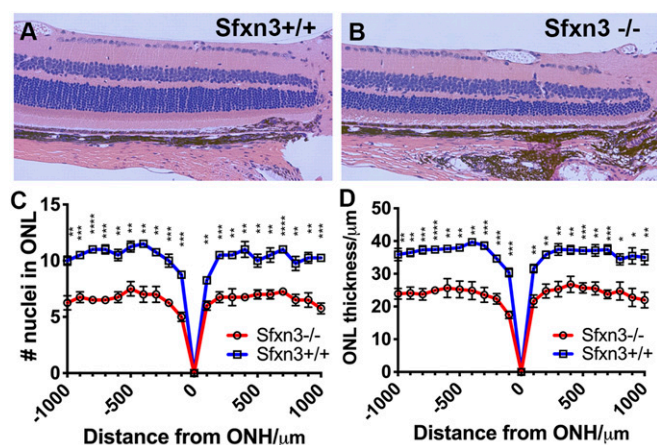 A Sfxn3+/+
B Sfxn3 -/-
C
# nuclei in ONL
15
10
5
0
Sfxn3-/-
Sfxn3+/+
-1000
-500
0
500
1000
Distance from ONH/μm
D
ONL thickness/μm
60
50
40
30
20
10
0
Sfxn3-/-
Sfxn3+/+
-1000
-500
0
500
1000
Distance from ONH/μm